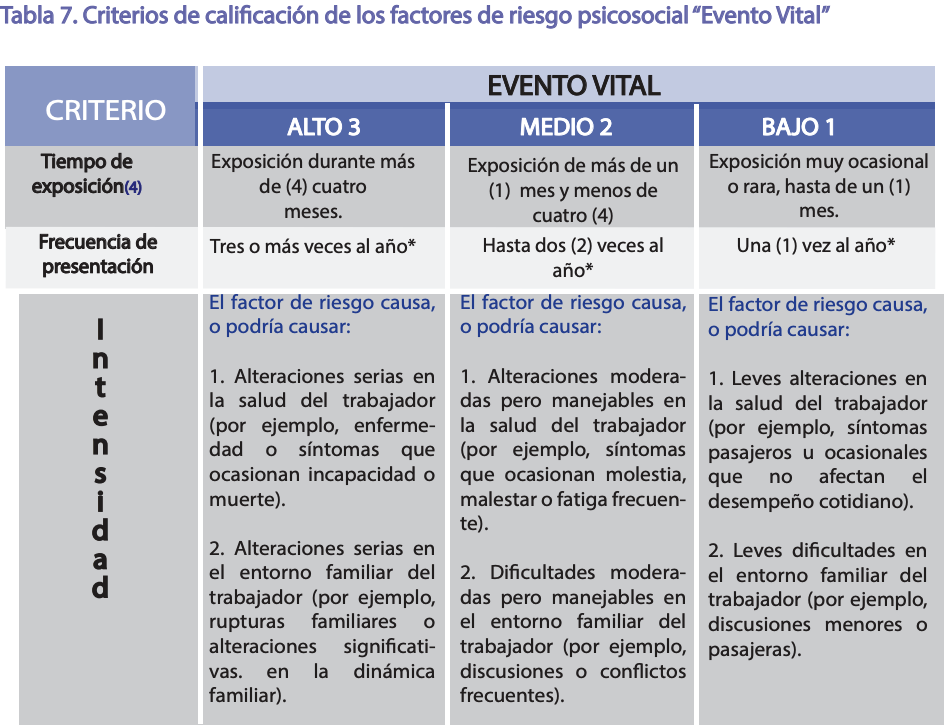 Tabla 7. Criterios de calificación de los factores de riesgo psicosocial “Evento Vital”
CRITERIO
EVENTO VITAL
ALTO 3
MEDIO 2
BAJO 1
Tiempo de
exposición(4)
Exposición durante más
de (4) cuatro
meses.
Exposición de más de un
(1) mes y menos de
cuatro (4)
Exposición muy ocasional
o rara, hasta de un (1)
mes.
Frecuencia de
presentación
Tres o más veces al año*
Hasta dos (2) veces al
año*
Una (1) vez al año*
I
n
t
e
n
s
i
d
a
d
El factor de riesgo causa,
o podría causar:
1. Alteraciones serias en
la salud del trabajador
(por ejemplo, enferme-
dad o síntomas que
ocasionan incapacidad o
muerte).
2. Alteraciones serias en
el entorno familiar del
trabajador (por ejemplo,
rupturas familiares o
alteraciones significati-
vas. en la dinámica
familiar).
El factor de riesgo causa,
o podría causar:
1. Alteraciones modera-
das pero manejables en
la salud del trabajador
(por ejemplo, síntomas
que ocasionan molestia,
malestar o fatiga frecuen-
te).
2. Dificultades modera-
das pero manejables en
el entorno familiar del
trabajador (por ejemplo,
discusiones o conflictos
frecuentes).
El factor de riesgo causa,
o podría causar:
1. Leves alteraciones en
la salud del trabajador
(por ejemplo, síntomas
pasajeros u ocasionales
que no afectan el
desempeño cotidiano).
2. Leves dificultades en
el entorno familiar del
trabajador (por ejemplo,
discusiones menores o
pasajeras).